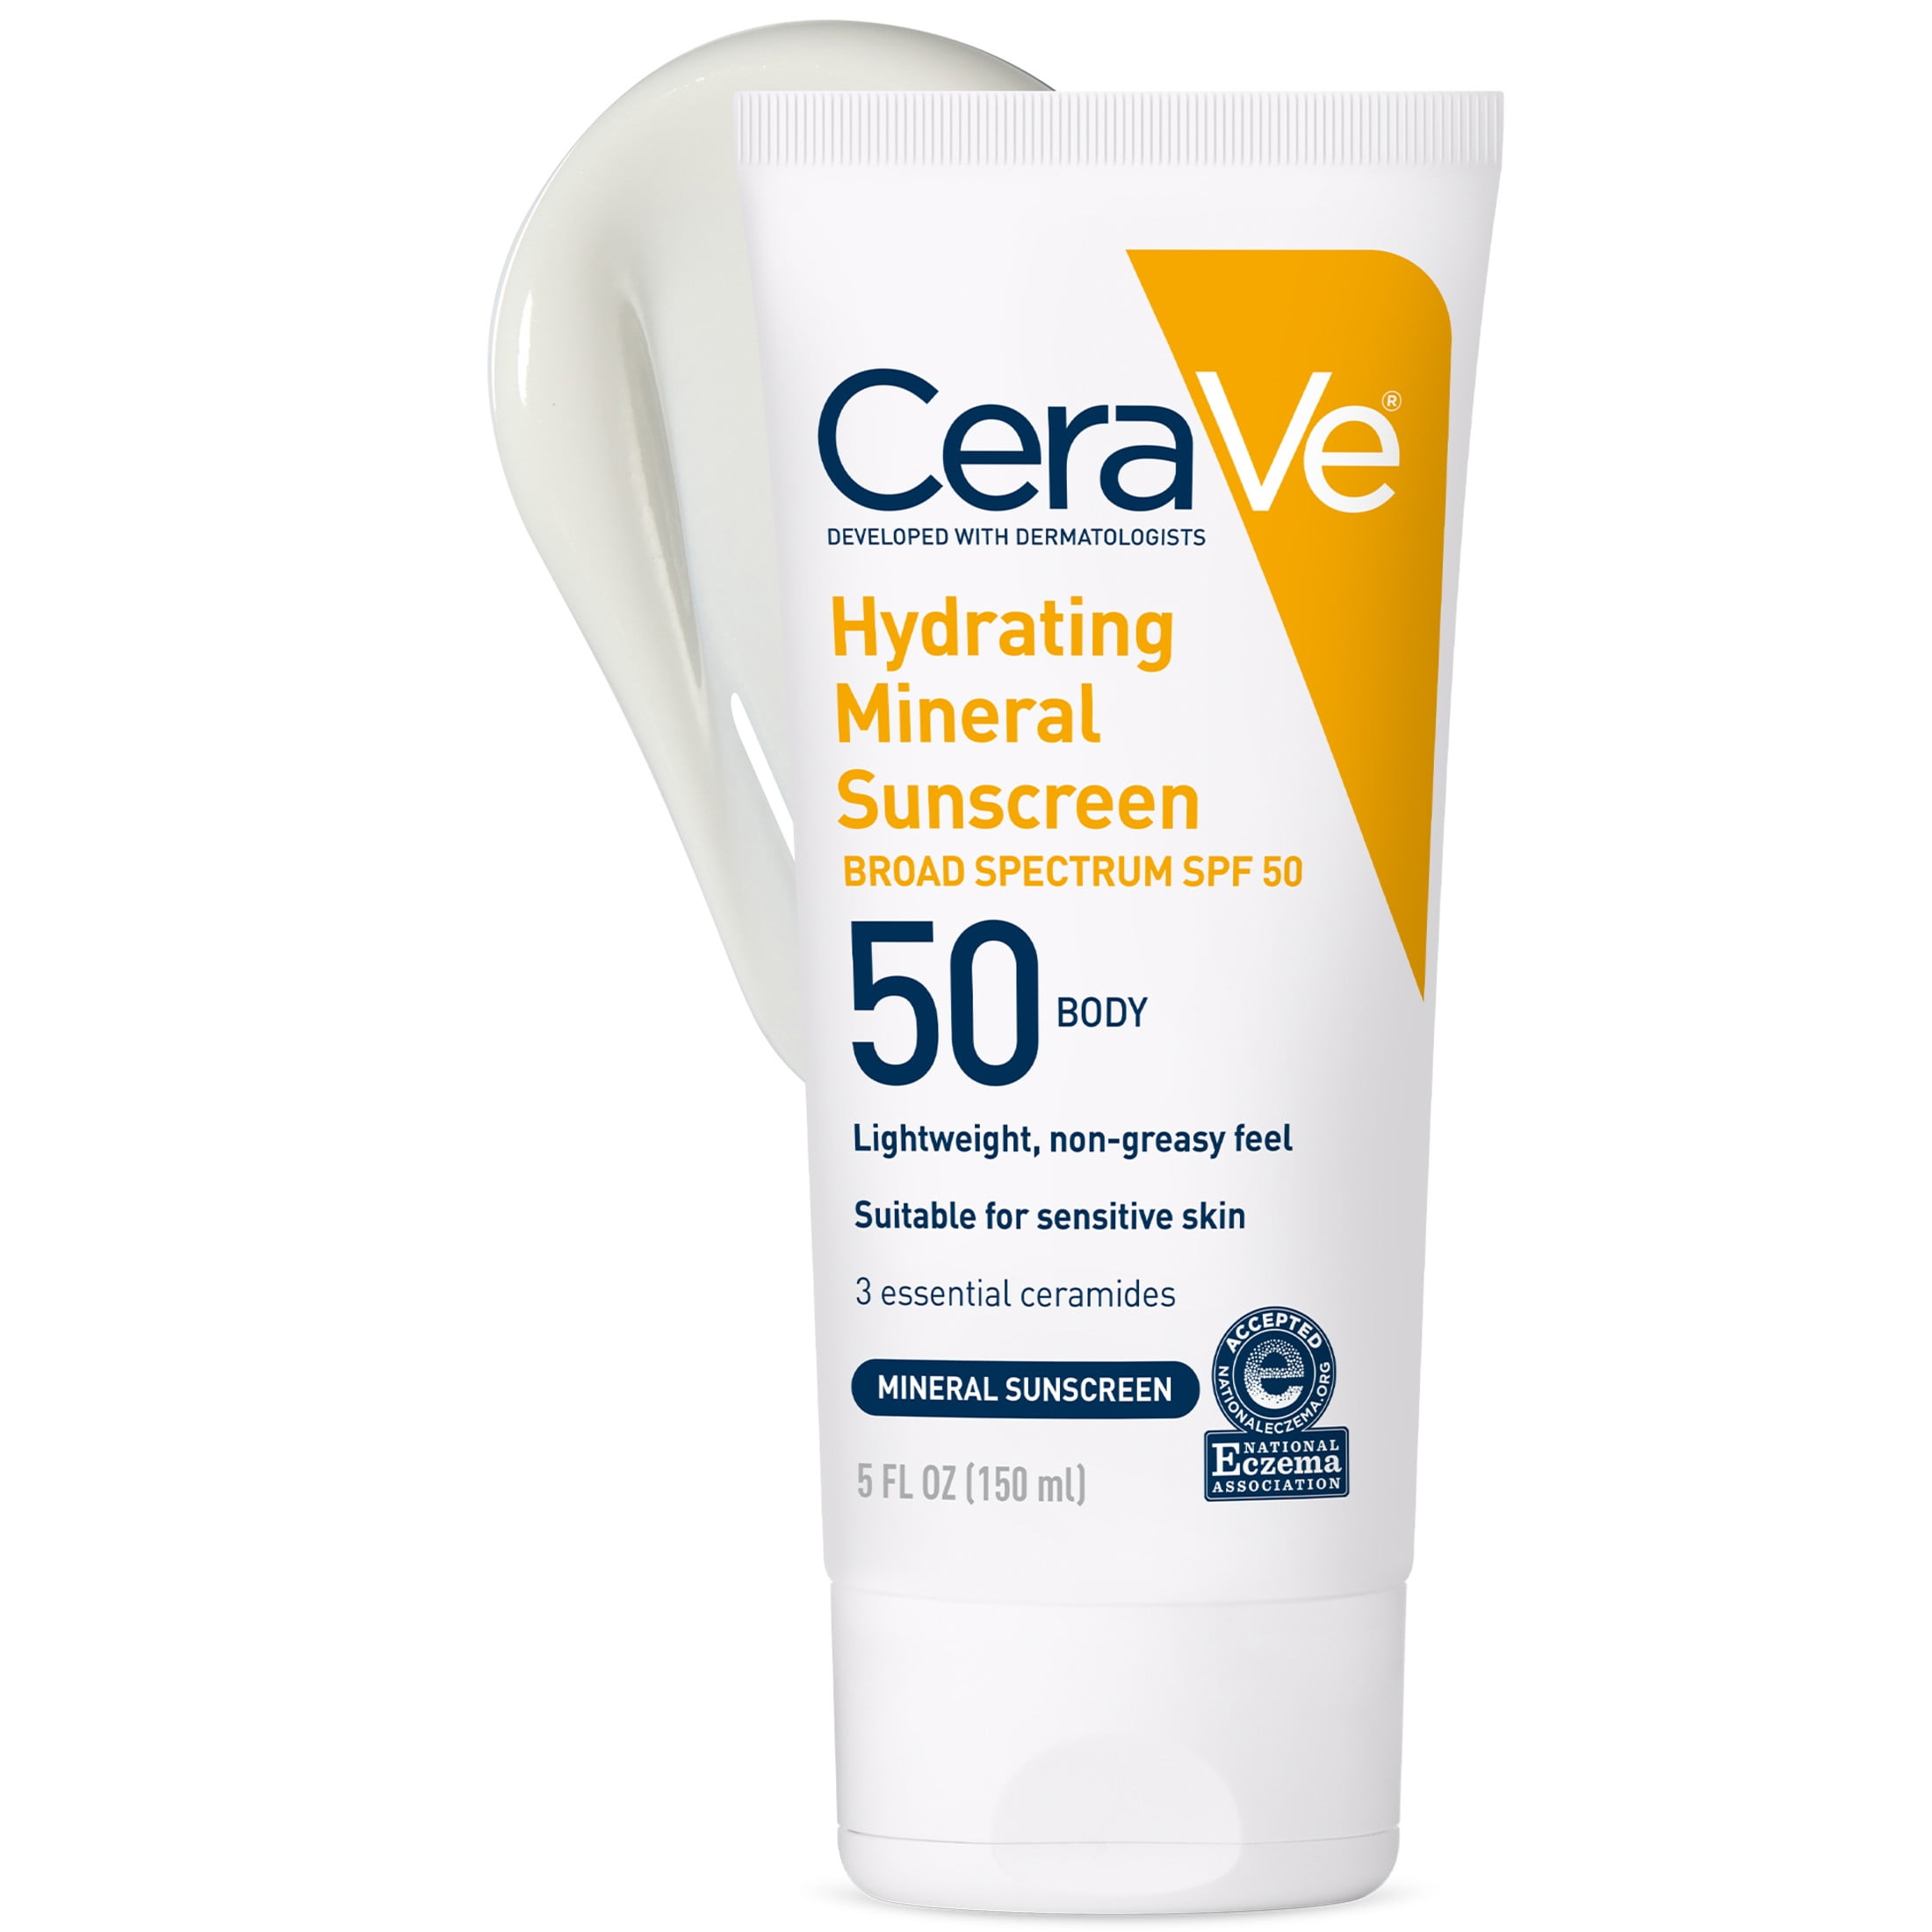 CeraVe®
DEVELOPED WITH DERMATOLOGISTS
Hydrating
Mineral
Sunscreen
BROAD SPECTRUM SPF 50
50 BODY
Lightweight, non-greasy feel
Suitable for sensitive skin
3 essential ceramides
MINERAL SUNSCREEN
ACCEPTED
e
NATIONALECZEMA.ORG
NATIONAL
Eczema
ASSOCIATION
5 FL OZ (150 ml)